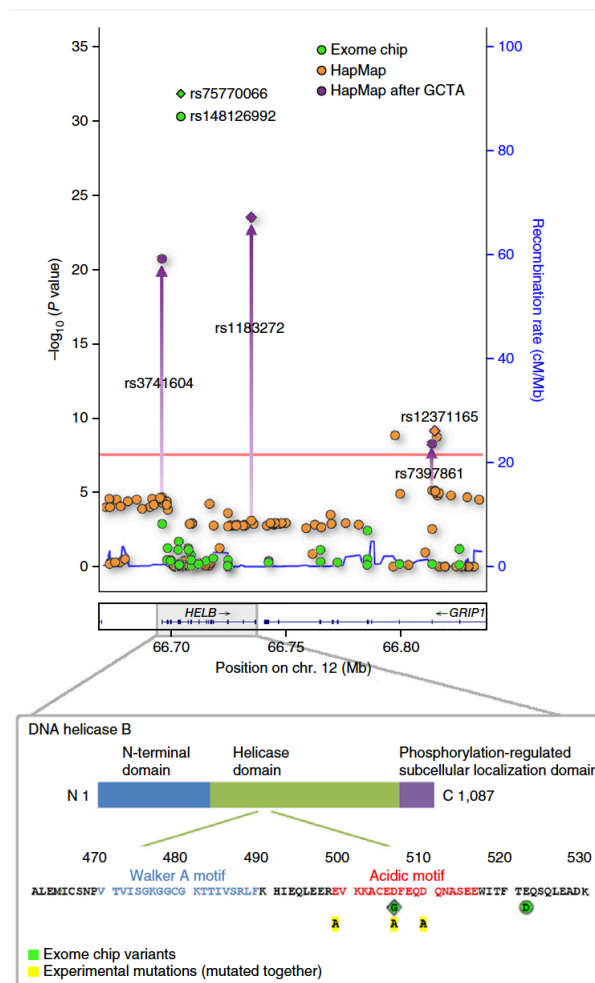 35
30
25
20
15
10
5
0
–log10 (P value)
Exome chip
HapMap
HapMap after GCTA
rs75770066
rs148126992
rs1183272
rs3741604
rs12371165
rs7397861
100
80
60
40
20
0
Recombination rate (cM/Mb)
HELB → ← GRIP1
66.70 66.75 66.80
Position on chr. 12 (Mb)
DNA helicase B
N-terminal domain
Helicase domain
Phosphorylation-regulated subcellular localization domain
N 1
C 1,087
470 480 490 500 510 520 530
Walker A motif Acidic motif
ALEMICSNPV TVISGKGGCG KTTIVSRLFK HIEQLEEREV KKACEDFEQD QNASEEWITF TEQSQLEADK
G D
A A A
Exome chip variants
Experimental mutations (mutated together)